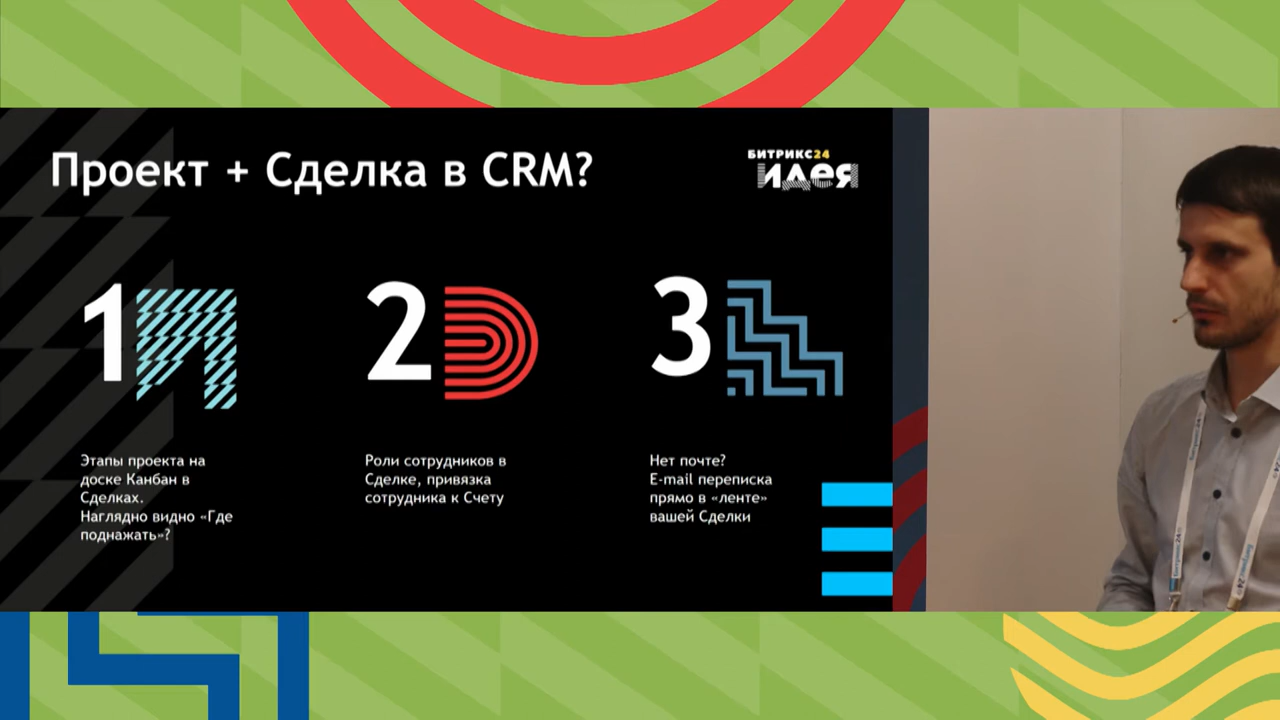 Проект + Сделка в CRM?
БИТРИКС24
идея
1
Этапы проекта на
доске Канбан в
Сделках.
Наглядно видно «Где
поднажать»?
2
Роли сотрудников в
Сделке, привязка
сотрудника к Счету
3
Нет почте?
E-mail переписка
прямо в «ленте»
вашей Сделки